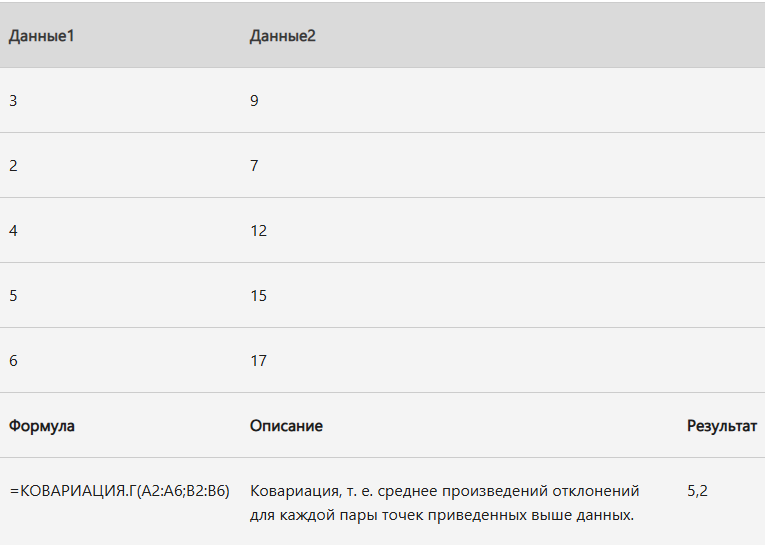 Данные1 Данные2
3 9
2 7
4 12
5 15
6 17
Формула Описание Результат
=КОВАРИАЦИЯ.Г(A2:A6;B2:B6) Ковариация, т. е. среднее произведений отклонений 5,2
для каждой пары точек приведенных выше данных.